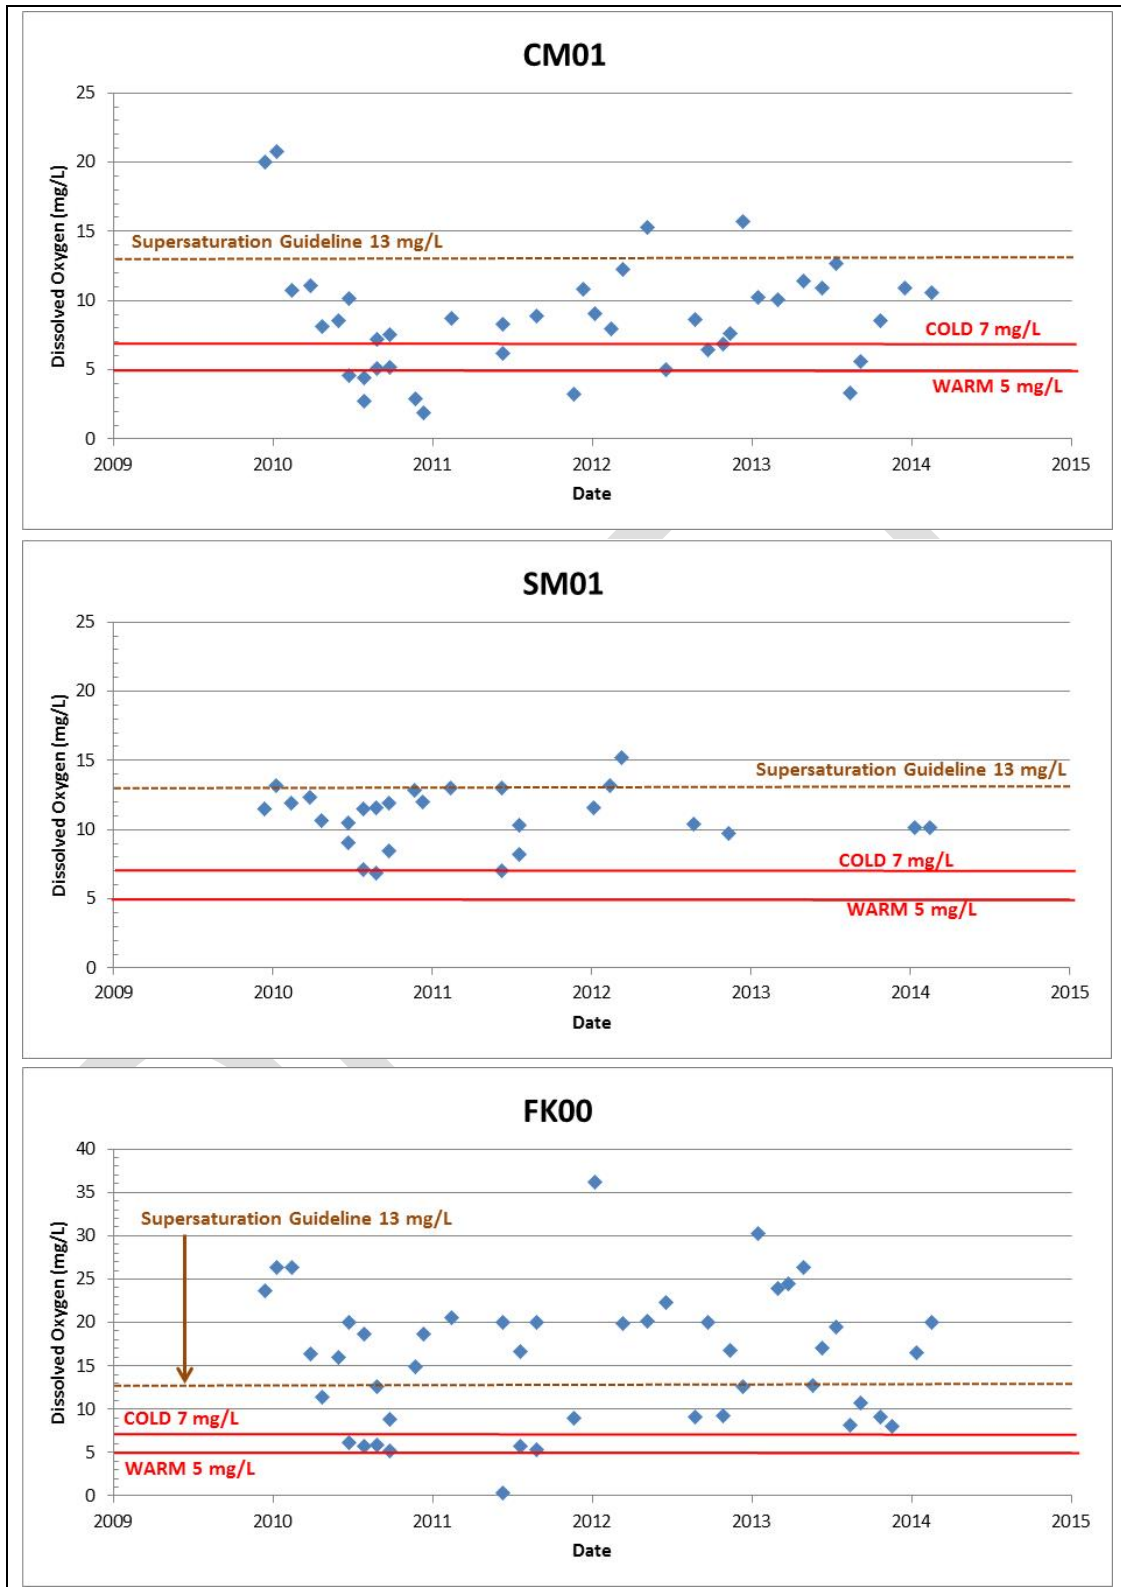 CM01
25
20
15
10
5
0
Dissolved Oxygen (mg/L)
Supersaturation Guideline 13 mg/L
COLD 7 mg/L
WARM 5 mg/L
2009 2010 2011 2012 2013 2014 2015
Date
SM01
25
20
15
10
5
0
Dissolved Oxygen (mg/L)
Supersaturation Guideline 13 mg/L
COLD 7 mg/L
WARM 5 mg/L
2009 2010 2011 2012 2013 2014 2015
Date
FK00
40
35
30
25
20
15
10
5
0
Dissolved Oxygen (mg/L)
Supersaturation Guideline 13 mg/L
COLD 7 mg/L
WARM 5 mg/L
2009 2010 2011 2012 2013 2014 2015
Date